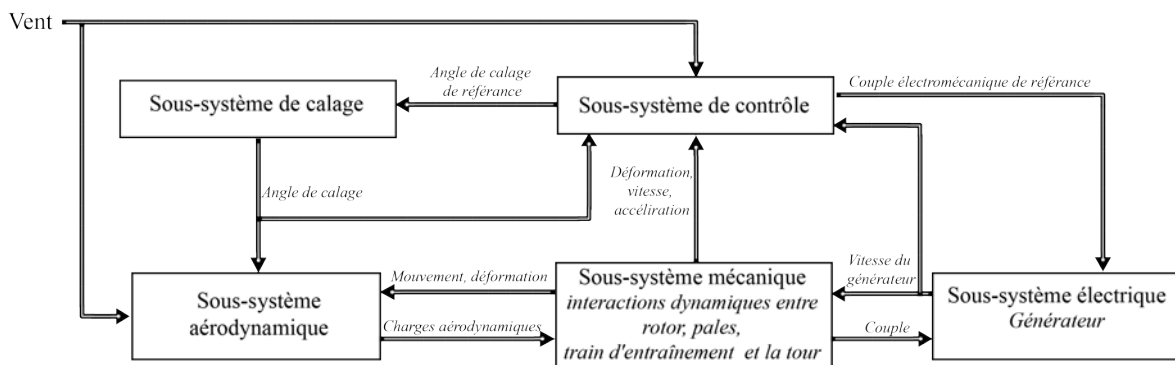 Vent
Angle de calage
de référance
Couple électromécanique de référance
Sous-système de calage
Sous-système de contrôle
Déformation,
vitesse,
accéliration
Angle de calage
Mouvement, déformation
Vitesse du
générateur
Sous-système
aérodynamique
Charges aérodynamiques
Sous-système mécanique
interactions dynamiques entre
rotor, pales,
train d'entraînement et la tour
Couple
Sous-système électrique
Générateur